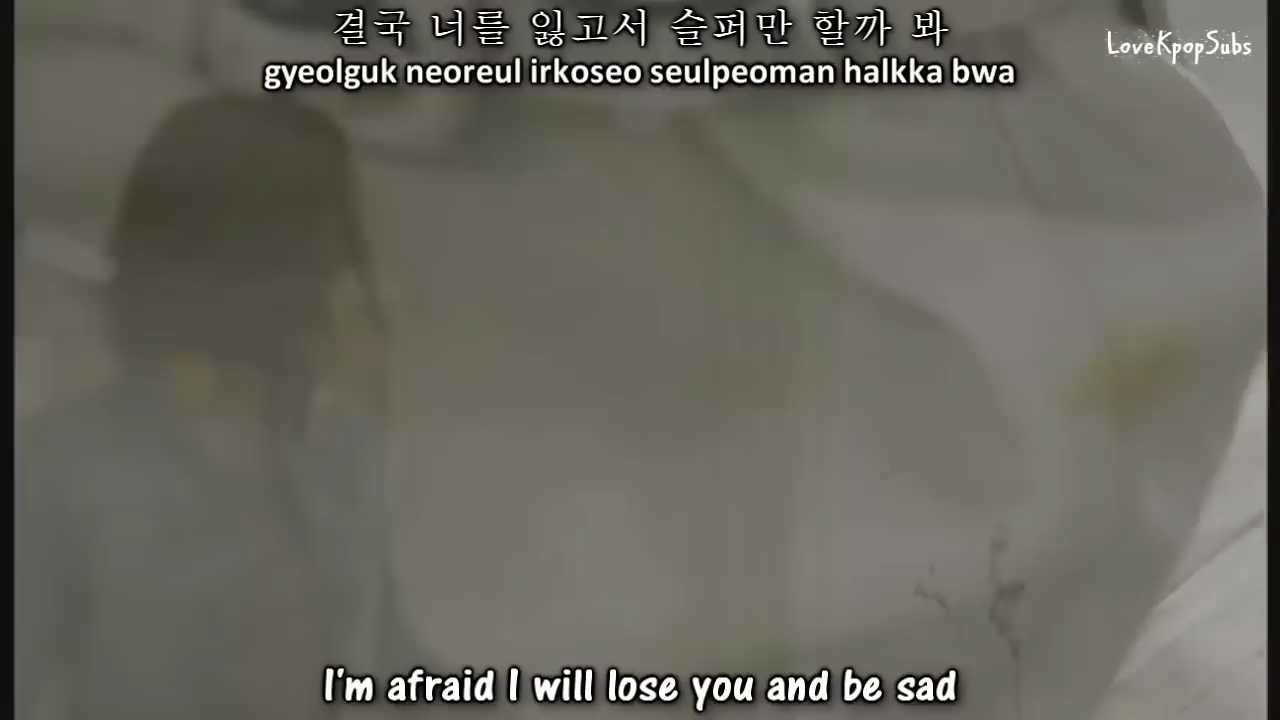 결국 너를 잃고서 슬퍼만 할까 봐
gyeolguk neoreul irkoseo seulpeoman halkka bwa
LoveKpopSubs
I'm afraid I will lose you and be sad